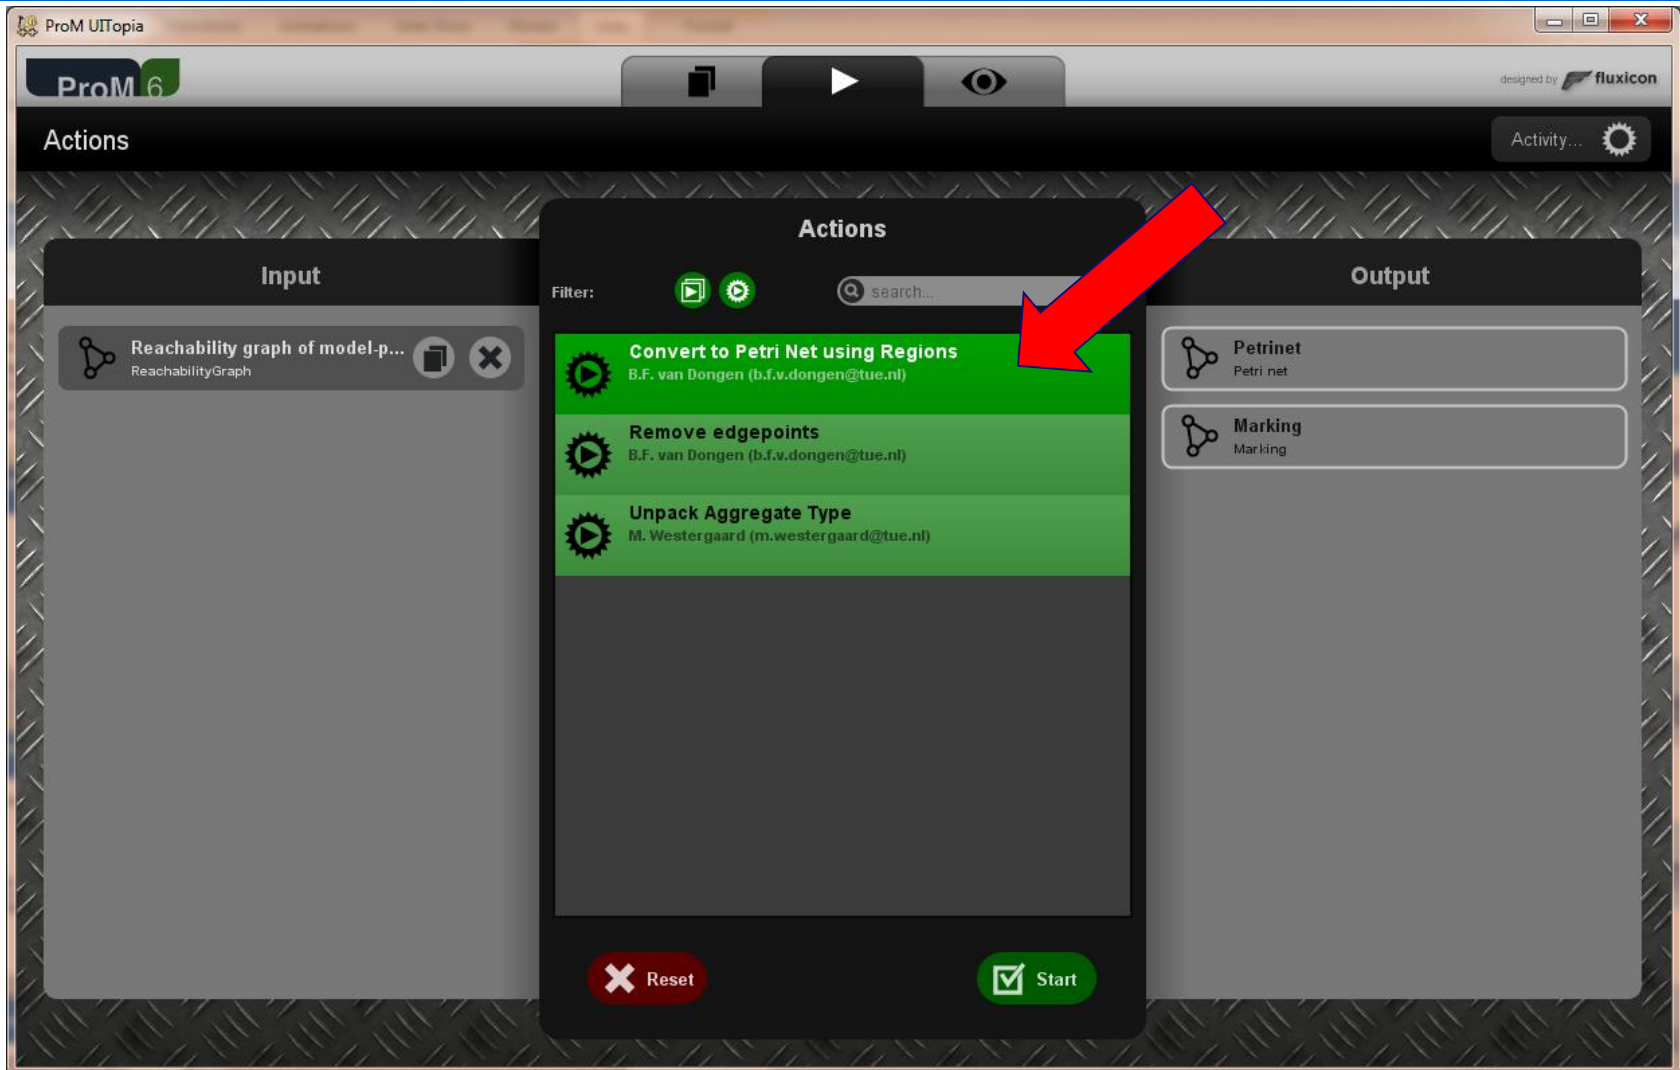 ProM UITopia
ProM 6
designed by fluxicon
Actions
Activity...
Input
Reachability graph of model-p...
ReachabilityGraph
Actions
Filter:
search...
Convert to Petri Net using Regions
B.F. van Dongen (b.f.v.dongen@tue.nl)
Remove edgepoints
B.F. van Dongen (b.f.v.dongen@tue.nl)
Unpack Aggregate Type
M. Westergaard (m.westergaard@tue.nl)
Reset
Start
Output
Petrinet
Petri net
Marking
Marking